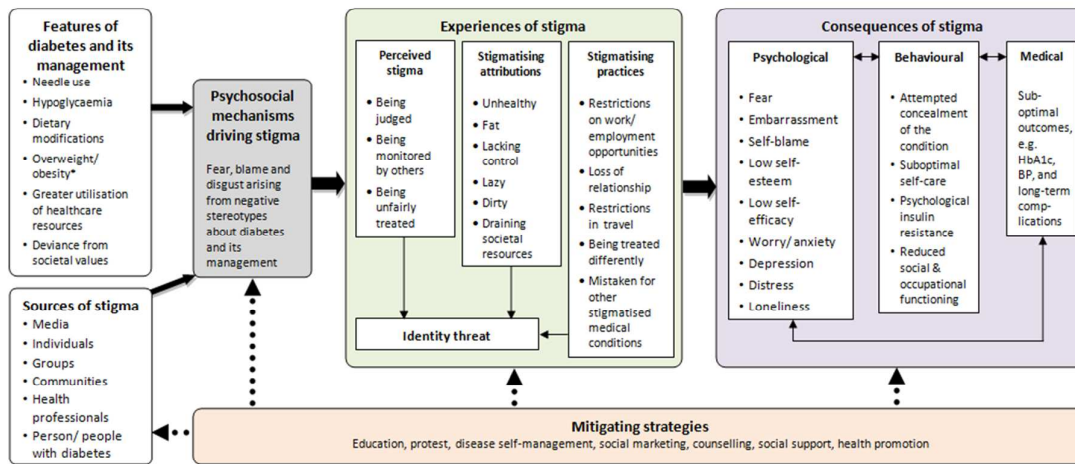 Features of
diabetes and its
management
• Needle use
• Hypoglycaemia
• Dietary
modifications
• Overweight/
obesity*
• Greater utilisation
of healthcare
resources
• Deviance from
societal values
Sources of stigma
• Media
• Individuals
• Groups
• Communities
• Health
professionals
• Person/ people
with diabetes
Psychosocial
mechanisms
driving stigma
Fear, blame and
disgust arising
from negative
stereotypes
about diabetes
and its
management
Experiences of stigma
Perceived
stigma
• Being
judged
• Being
monitored
by others
• Being
unfairly
treated
Stigmatising
attributions
• Unhealthy
• Fat
• Lacking
control
• Lazy
• Dirty
• Draining
societal
resources
Stigmatising
practices
• Restrictions
on work/
employment
opportunities
• Loss of
relationship
• Restrictions
in travel
• Being treated
differently
• Mistaken for
other
stigmatised
medical
conditions
Identity threat
Consequences of stigma
Psychological
• Fear
• Embarrassment
• Self-blame
• Low self-
esteem
• Low self-
efficacy
• Worry/ anxiety
• Depression
• Distress
• Loneliness
Behavioural
• Attempted
concealment
of the
condition
• Suboptimal
self-care
• Psychological
insulin
resistance
• Reduced
social &
occupational
functioning
Medical
Sub-
optimal
outcomes,
e.g.
HbA1c,
BP, and
long-term
comp-
lications
Mitigating strategies
Education, protest, disease self-management, social marketing, counselling, social support, health promotion